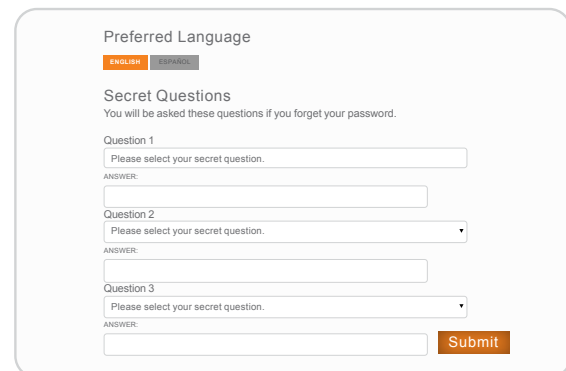 Preferred Language
ENGLISH ESPAÑOL
Secret Questions
You will be asked these questions if you forget your password.
Question 1
Please select your secret question.
ANSWER:
Question 2
Please select your secret question.
ANSWER:
Question 3
Please select your secret question.
ANSWER:
Submit